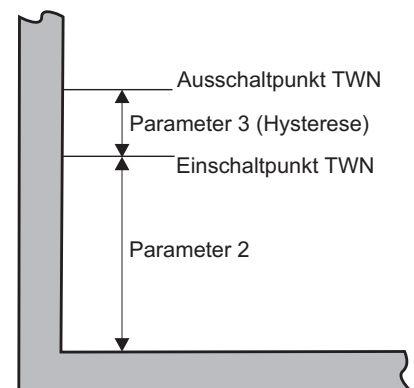 Ausschaltpunkt TWN
Parameter 3 (Hysterese)
Einschaltpunkt TWN
Parameter 2